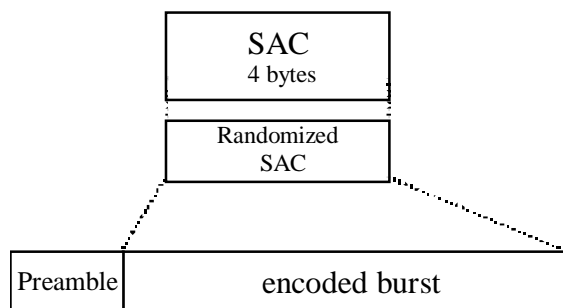 SAC
4 bytes
Randomized
SAC
Preamble
encoded burst